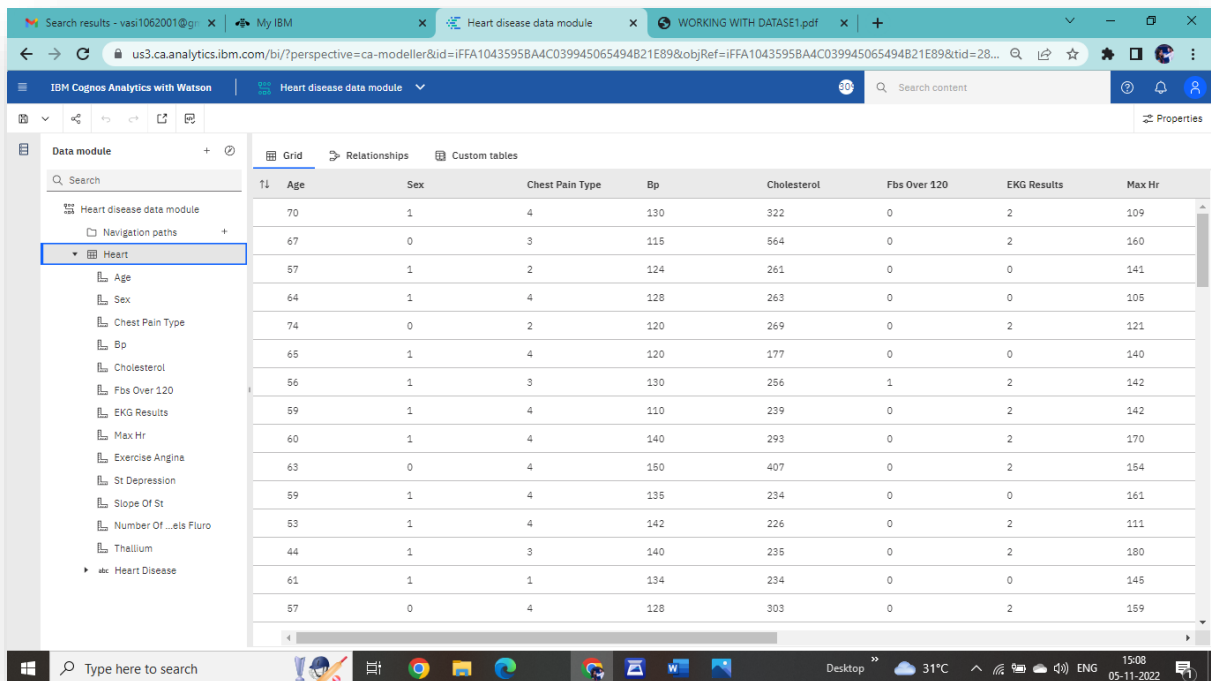 Search results - vasi1062001@gn My IBM Heart disease data module WORKING WITH DATASE1.pdf
us3.ca.analytics.ibm.com/bi/?perspective=ca-modeller&id=iFFA1043595BA4C039945065494B21E89&objRef=iFFA1043595BA4C039945065494B21E89&tid=28...
IBM Cognos Analytics with Watson Heart disease data module Search content
Properties
Data module
Search
Heart disease data module
Navigation paths
Heart
Age
Sex
Chest Pain Type
Bp
Cholesterol
Fbs Over 120
EKG Results
Max Hr
Exercise Angina
St Depression
Slope Of St
Number Of ...els Fluro
Thallium
abc Heart Disease
Grid Relationships Custom tables
Age Sex Chest Pain Type Bp Cholesterol Fbs Over 120 EKG Results Max Hr
70 1 4 130 322 0 2 109
67 0 3 115 564 0 2 160
57 1 2 124 261 0 0 141
64 1 4 128 263 0 0 105
74 0 2 120 269 0 2 121
65 1 4 120 177 0 0 140
56 1 3 130 256 1 2 142
59 1 4 110 239 0 2 142
60 1 4 140 293 0 2 170
63 0 4 150 407 0 2 154
59 1 4 135 234 0 0 161
53 1 4 142 226 0 2 111
44 1 3 140 235 0 2 180
61 1 1 134 234 0 0 145
57 0 4 128 303 0 2 159
Type here to search Desktop 31°C ENG 15:08
05-11-2022